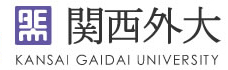 関西外大
KANSAI GAIDAI UNIVERSITY